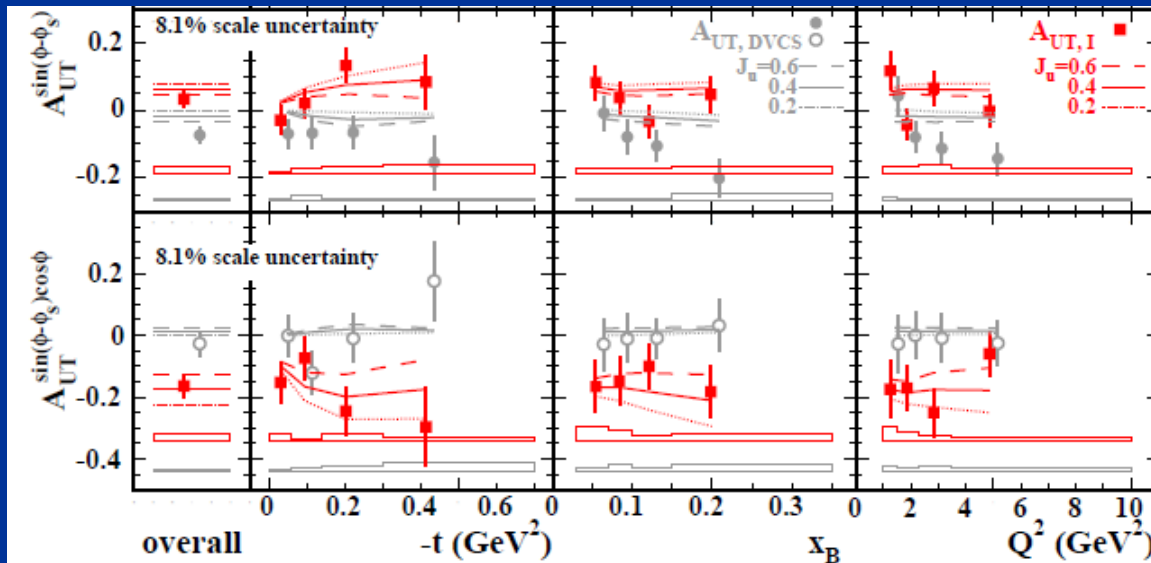 8.1% scale uncertainty
A_UT^sin(ϕ-ϕ_s)
0.2
0
-0.2
A_UT, DVCS
A_UT, I
J_u=0.6
0.4
0.2
J_u=0.6
0.4
0.2
8.1% scale uncertainty
A_UT^sin(ϕ-ϕ_s)cosϕ
0.2
0
-0.2
-0.4
0 0.2 0.4 0.6
0.1 0.2 0.3
2 4 6 8 10
overall
-t (GeV²)
x_B
Q² (GeV²)